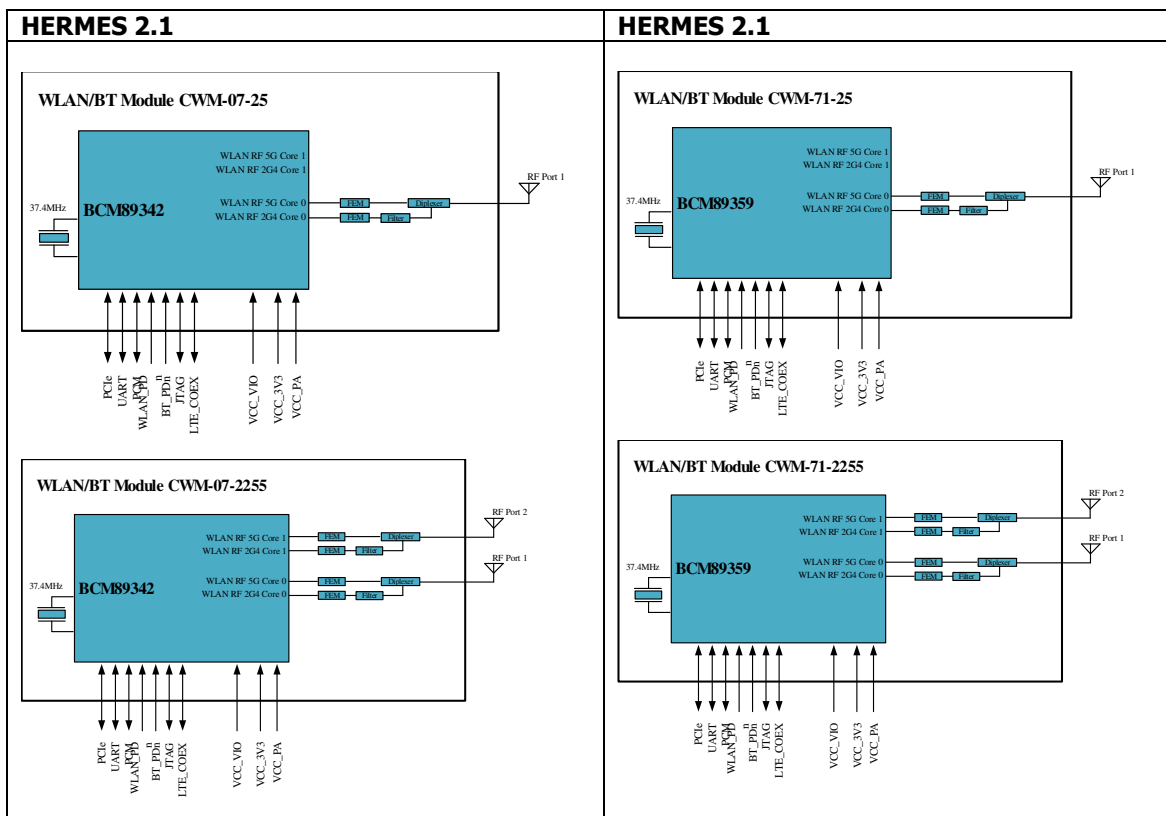 HERMES 2.1
HERMES 2.1
WLAN/BT Module CWM-07-25
WLAN RF 5G Core 1
WLAN RF 2G4 Core 1
RF Port 1
37.4MHz
BCM89342
WLAN RF 5G Core 0
FEM
Diplexer
WLAN RF 2G4 Core 0
FEM
Filter
PCIe
UART
PCM
WLAN_PD
n
BT_PDn
JTAG
LTE_COEX
VCC_VIO
VCC_3V3
VCC_PA
WLAN/BT Module CWM-71-25
WLAN RF 5G Core 1
WLAN RF 2G4 Core 1
RF Port 1
37.4MHz
BCM89359
WLAN RF 5G Core 0
FEM
Diplexer
WLAN RF 2G4 Core 0
FEM
Filter
PCIe
UART
PCM
WLAN_PD
n
BT_PDn
JTAG
LTE_COEX
VCC_VIO
VCC_3V3
VCC_PA
WLAN/BT Module CWM-07-2255
RF Port 2
WLAN RF 5G Core 1
FEM
Diplexer
WLAN RF 2G4 Core 1
FEM
Filter
RF Port 1
37.4MHz
BCM89342
WLAN RF 5G Core 0
FEM
Diplexer
WLAN RF 2G4 Core 0
FEM
Filter
PCIe
UART
PCM
WLAN_PD
n
BT_PDn
JTAG
LTE_COEX
VCC_VIO
VCC_3V3
VCC_PA
WLAN/BT Module CWM-71-2255
RF Port 2
WLAN RF 5G Core 1
FEM
Diplexer
WLAN RF 2G4 Core 1
FEM
Filter
RF Port 1
37.4MHz
BCM89359
WLAN RF 5G Core 0
FEM
Diplexer
WLAN RF 2G4 Core 0
FEM
Filter
PCIe
UART
PCM
WLAN_PD
n
BT_PDn
JTAG
LTE_COEX
VCC_VIO
VCC_3V3
VCC_PA